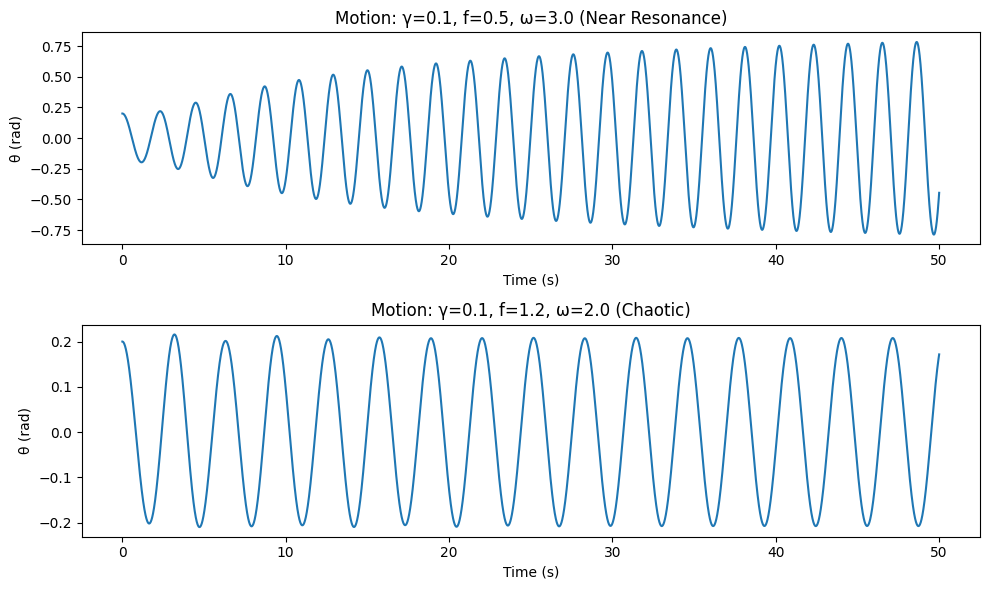 Motion: γ=0.1, f=0.5, ω=3.0 (Near Resonance)
θ (rad)
0.75
0.50
0.25
0.00
−0.25
−0.50
−0.75
0 10 20 30 40 50
Time (s)
Motion: γ=0.1, f=1.2, ω=2.0 (Chaotic)
θ (rad)
0.2
0.1
0.0
−0.1
−0.2
0 10 20 30 40 50
Time (s)